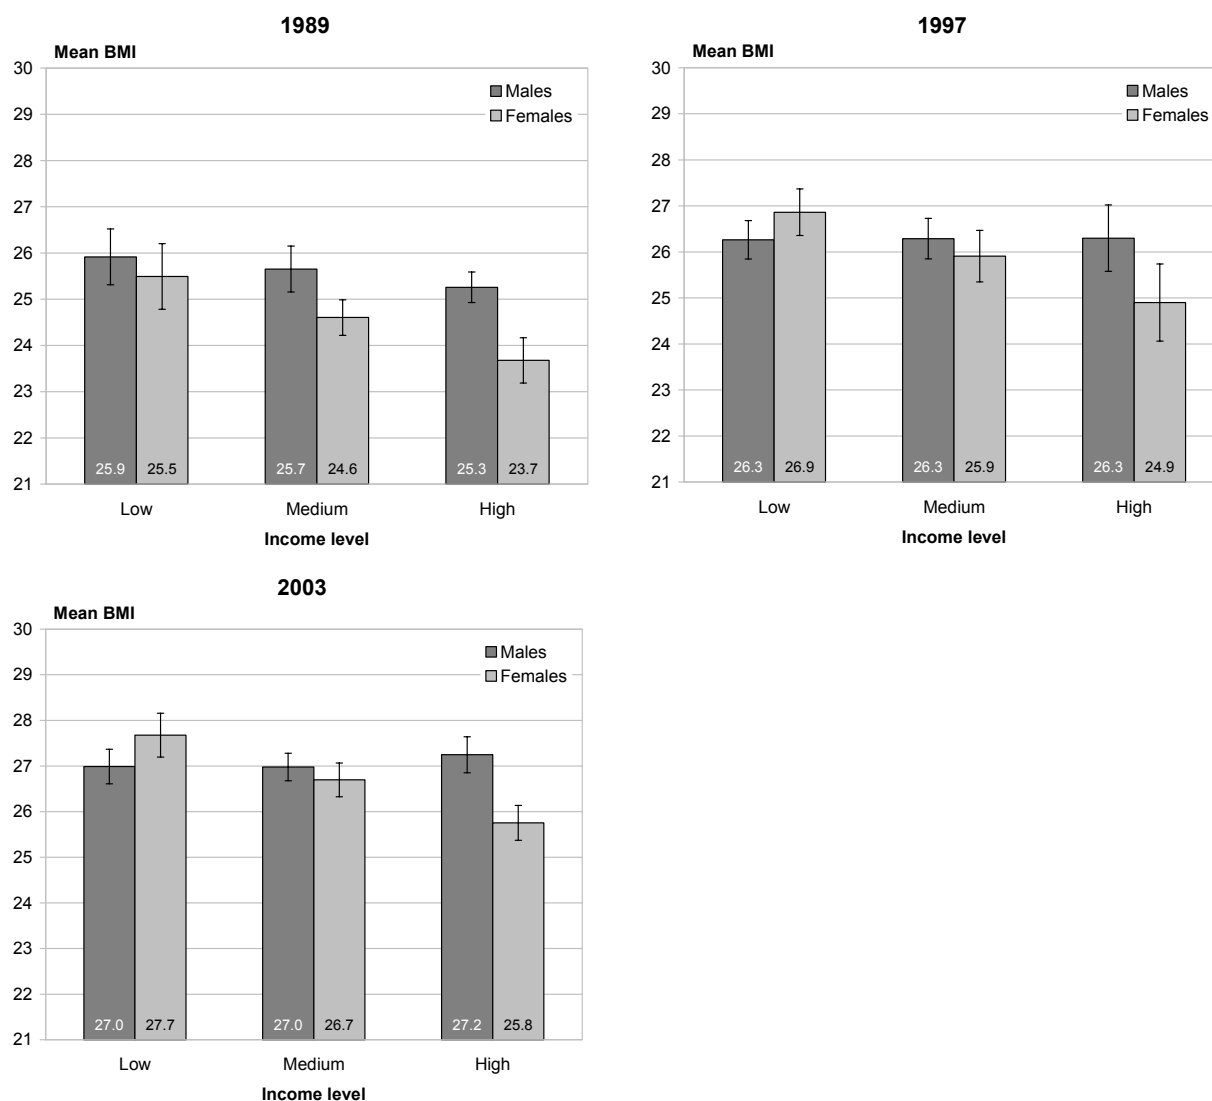 1989
Mean BMI
30
29
28
27
26
25
24
23
22
21
Males
Females
25.9 25.5 25.7 24.6 25.3 23.7
Low Medium High
Income level
1997
Mean BMI
30
29
28
27
26
25
24
23
22
21
Males
Females
26.3 26.9 26.3 25.9 26.3 24.9
Low Medium High
Income level
2003
Mean BMI
30
29
28
27
26
25
24
23
22
21
Males
Females
27.0 27.7 27.0 26.7 27.2 25.8
Low Medium High
Income level